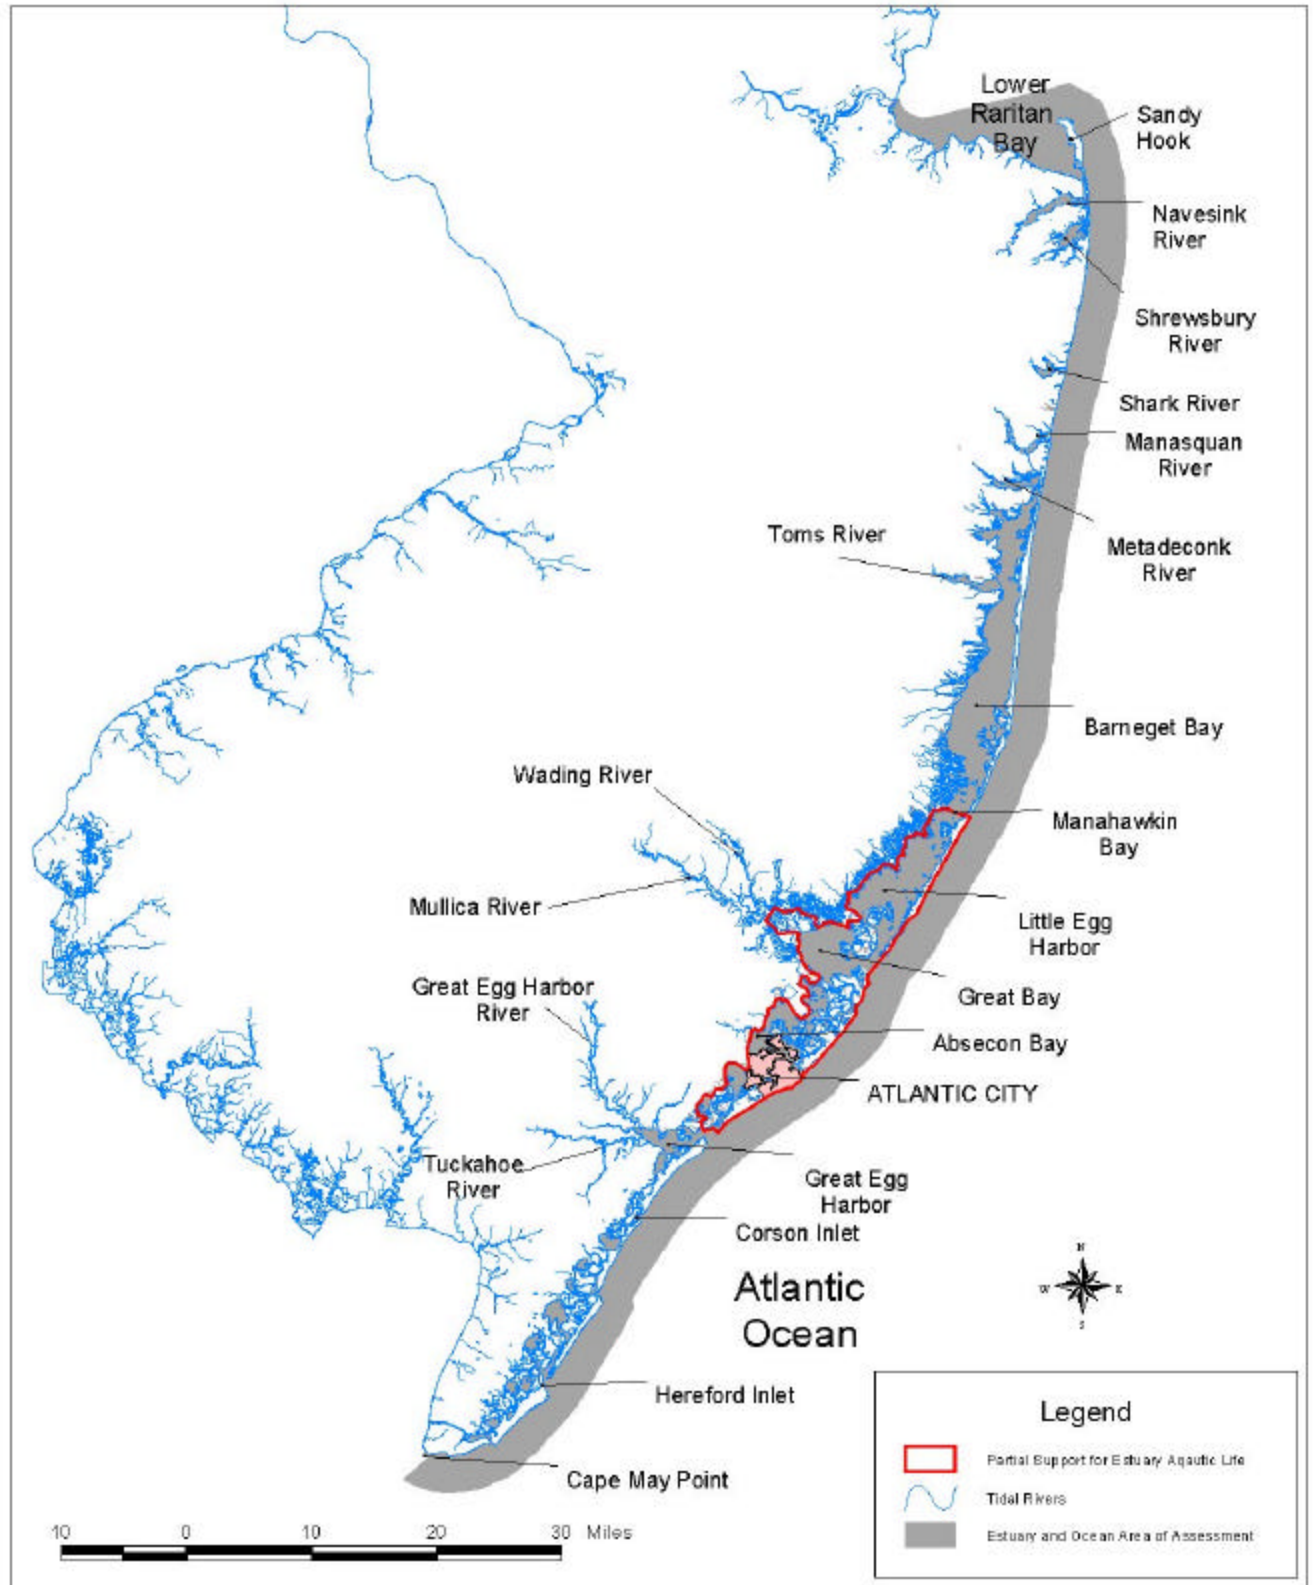 Lower
Raritan
Bay
Sandy
Hook
Navesink
River
Shrewsbury
River
Shark River
Manasquan
River
Toms River
Metadeconk
River
Barneget Bay
Wading River
Manahawkin
Bay
Mullica River
Little Egg
Harbor
Great Egg Harbor
River
Great Bay
Absecon Bay
ATLANTIC CITY
Tuckahoe
River
Great Egg
Harbor
Corson Inlet
Atlantic
Ocean
N
W
E
S
Hereford Inlet
Cape May Point
Legend
Partial Support for Estuary Aqautic Life
Tidal Rivers
Estuary and Ocean Area of Assessment
10 0 10 20 30 Miles